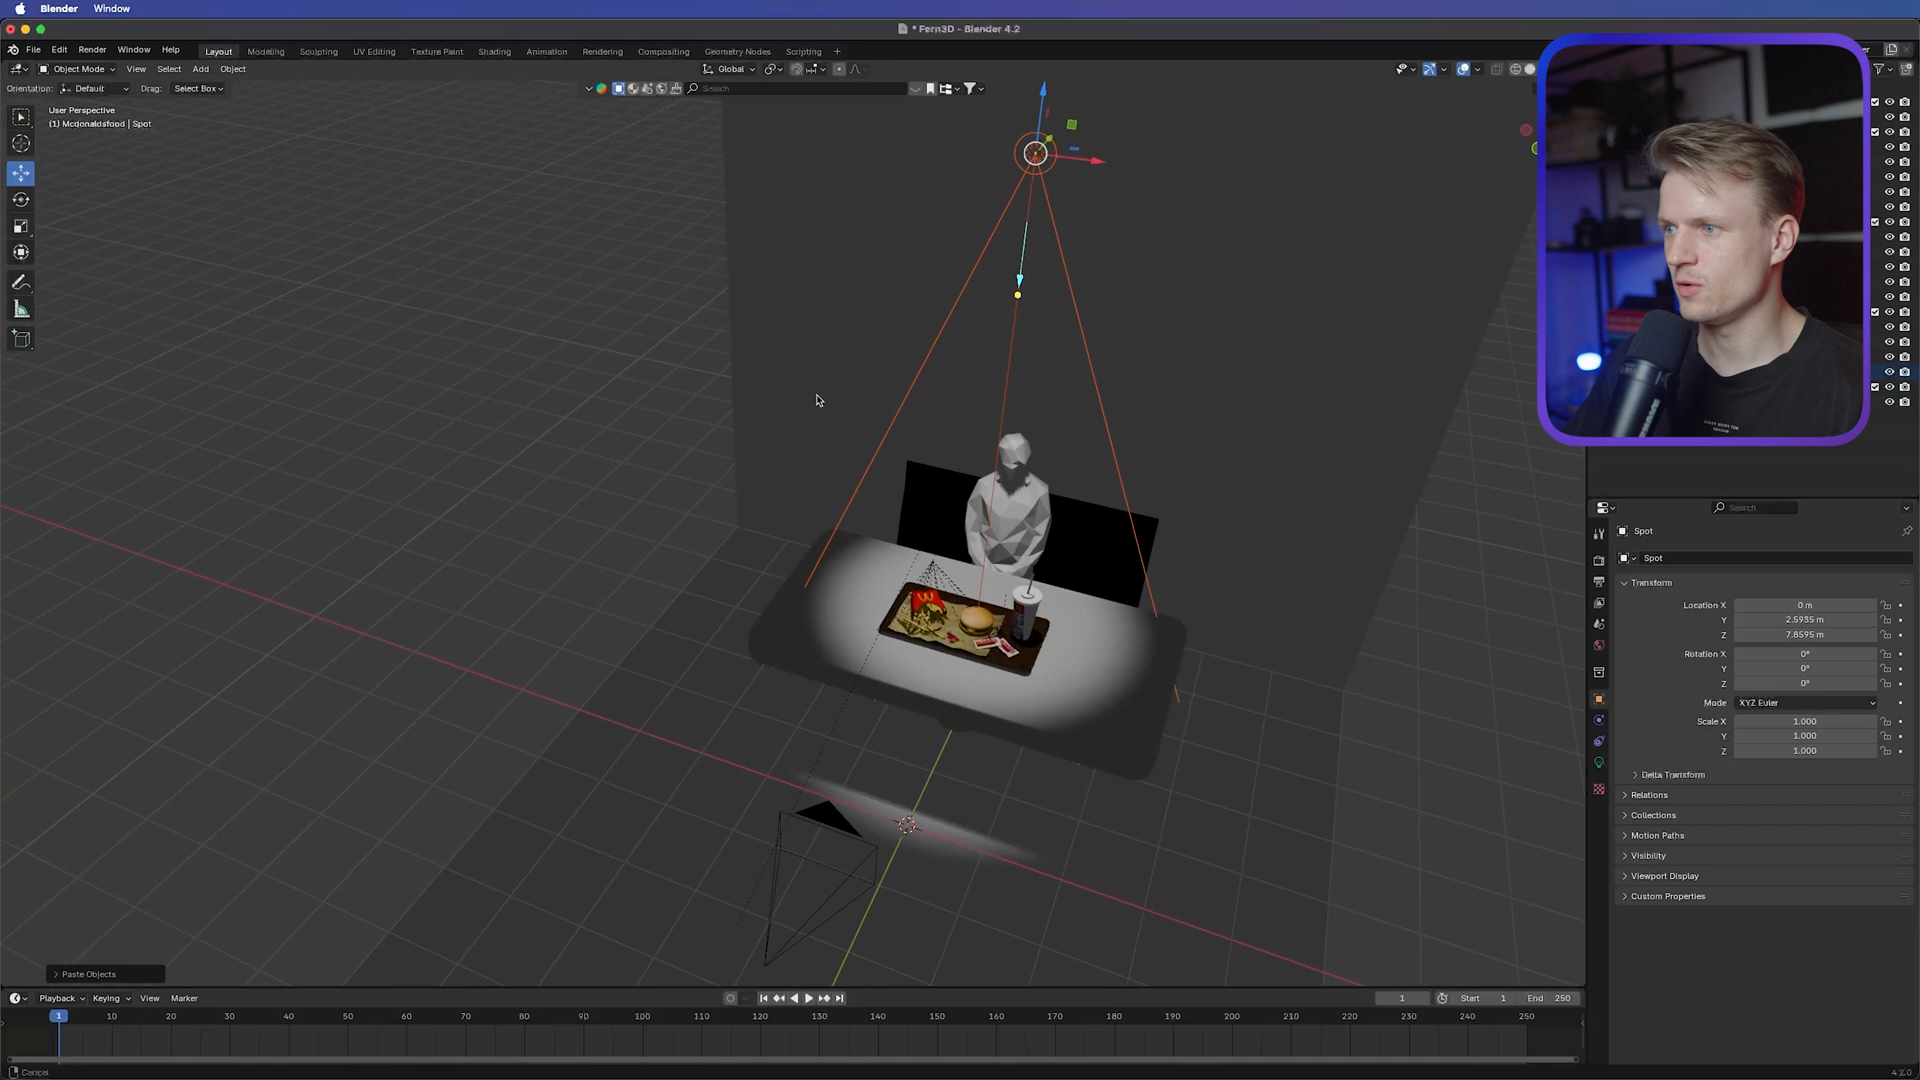 Blender Window
* Fern3D - Blender 4.2
File Edit Render Window Help Layout Modeling Sculpting UV Editing Texture Paint Shading Animation Rendering Compositing Geometry Nodes Scripting +
Object Mode View Select Add Object Global
Orientation: Default Drag: Select Box Search
User Perspective
(1) Mcdonaldsfood | Spot
Search
Spot
Spot
Transform
Location X 0 m
Y 2.5935 m
Z 7.8595 m
Rotation X 0°
Y 0°
Z 0°
Mode XYZ Euler
Scale X 1.000
Y 1.000
Z 1.000
Delta Transform
Relations
Collections
Motion Paths
Visibility
Viewport Display
Custom Properties
Paste Objects
Playback Keying View Marker 1 Start 1 End 250
1 10 20 30 40 50 60 70 80 90 100 110 120 130 140 150 160 170 180 190 200 210 220 230 240 250
Cancel 4.2.0